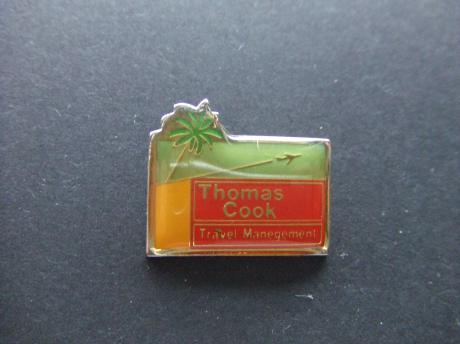 Thomas
Cook
Travel Manegement